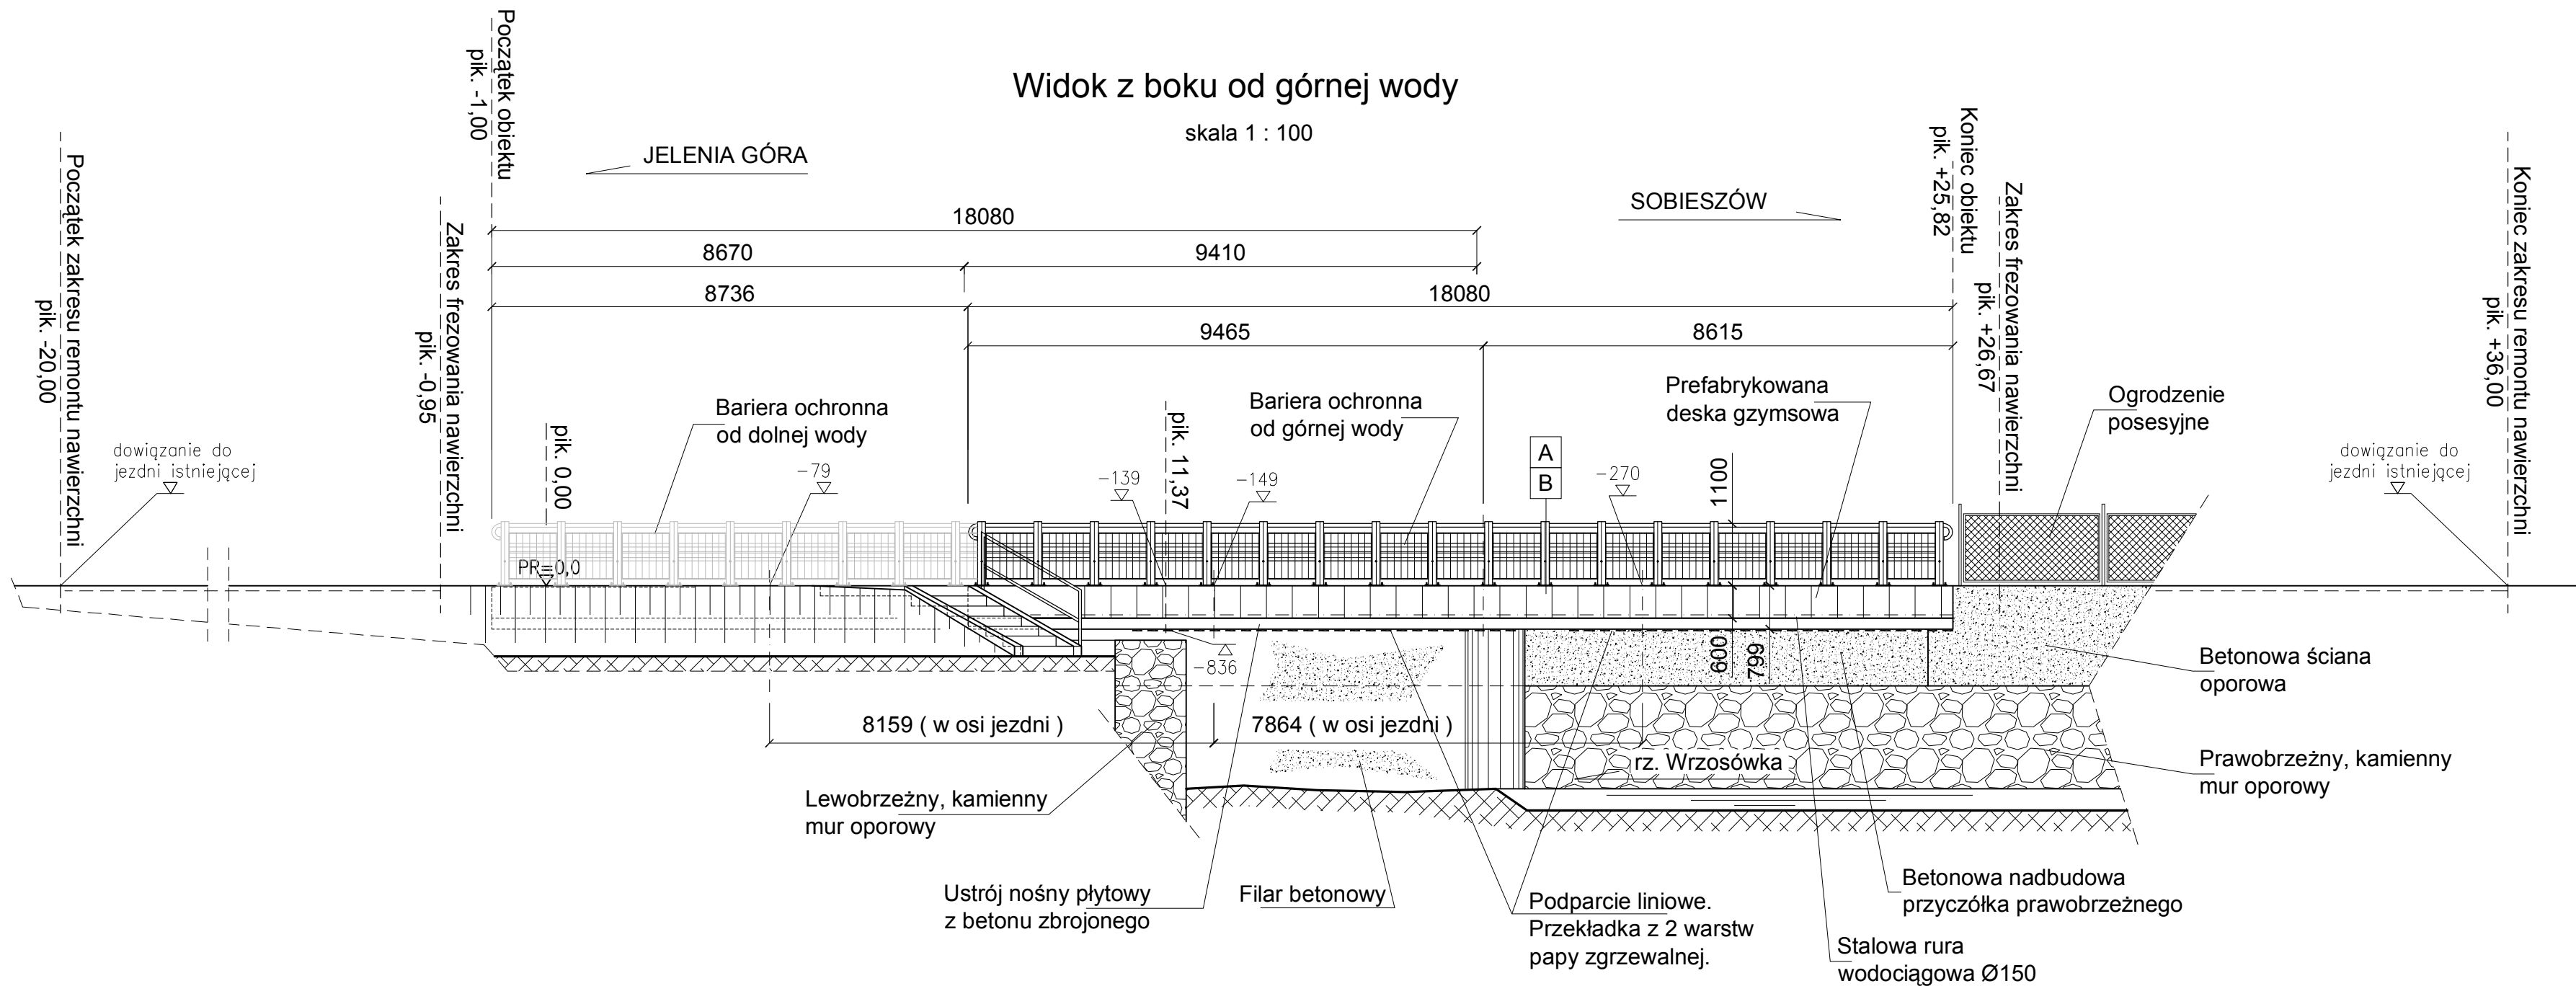 Widok z boku od górnej wody
skala 1 : 100
Początek zakresu remontu nawierzchni
pik. -20,00
Zakres frezowania nawierzchni
pik. -0,95
Początek obiektu
pik. -1,00
JELENIA GÓRA
SOBIESZÓW
Koniec obiektu
pik. +25,82
Zakres frezowania nawierzchni
pik. +26,67
Koniec zakresu remontu nawierzchni
pik. +36,00
18080
8670
9410
8736
18080
9465
8615
dowiązanie do
jezdni istniejącej
pik. 0,00
Bariera ochronna
od dolnej wody
-79
-139
pik. 11,37
-149
Bariera ochronna
od górnej wody
A
B
-270
Prefabrykowana
deska gzymsowa
1100
Ogrodzenie
posesyjne
dowiązanie do
jezdni istniejącej
PR=0,0
-836
600
799
8159 ( w osi jezdni )
7864 ( w osi jezdni )
rz. Wrzosówka
Betonowa ściana
oporowa
Prawobrzeżny, kamienny
mur oporowy
Lewobrzeżny, kamienny
mur oporowy
Ustrój nośny płytowy
z betonu zbrojonego
Filar betonowy
Podparcie liniowe.
Przekładka z 2 warstw
papy zgrzewalnej.
Betonowa nadbudowa
przyczółka prawobrzeżnego
Stalowa rura
wodociągowa Ø150